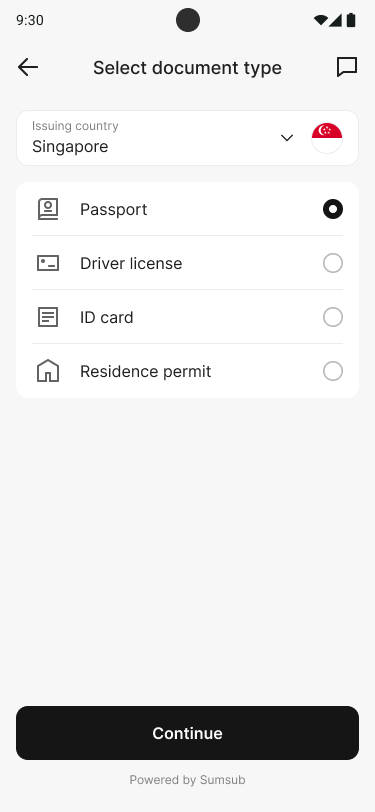 9:30
Select document type
Issuing country
Singapore
Passport
Driver license
ID card
Residence permit
Continue
Powered by Sumsub